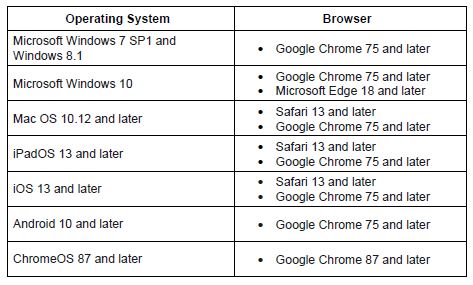 Operating System
Browser
Microsoft Windows 7 SP1 and
Windows 8.1
• Google Chrome 75 and later
Microsoft Windows 10
• Google Chrome 75 and later
• Microsoft Edge 18 and later
Mac OS 10.12 and later
• Safari 13 and later
• Google Chrome 75 and later
iPadOS 13 and later
• Safari 13 and later
• Google Chrome 75 and later
iOS 13 and later
• Safari 13 and later
• Google Chrome 75 and later
Android 10 and later
• Google Chrome 75 and later
ChromeOS 87 and later
• Google Chrome 87 and later